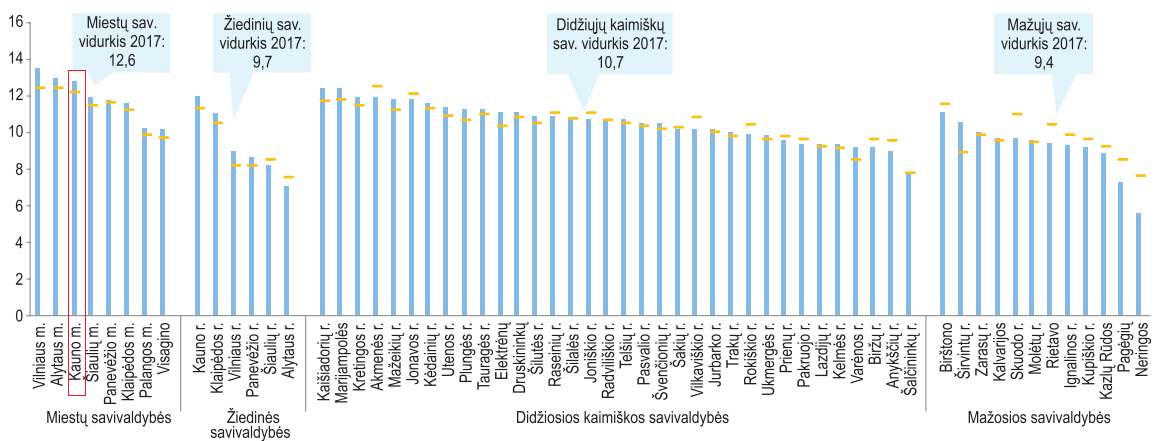 16
14
12
10
8
6
4
2
0
Miestų sav.
vidurkis 2017:
12,6
Žiedinių sav.
vidurkis 2017:
9,7
Didžiųjų kaimiškų
sav. vidurkis 2017:
10,7
Mažųjų sav.
vidurkis 2017:
9,4
Vilniaus m.
Alytaus m.
Kauno m.
Šiaulių m.
Panevėžio m.
Klaipėdos m.
Palangos m.
Visagino
Kauno r.
Klaipėdos r.
Vilniaus r.
Panevėžio r.
Šiaulių r.
Alytaus r.
Kaišiadorių r.
Marijampolės
Kretingos r.
Akmenės r.
Mažeikių r.
Jonavos r.
Kėdainių r.
Utenos r.
Plungės r.
Tauragės r.
Elektrėnų
Druskininkų
Šilutės r.
Raseinių r.
Šilalės r.
Joniškio r.
Radviliškio r.
Telšių r.
Pasvalio r.
Švenčionių r.
Šakių r.
Vilkaviškio r.
Jurbarko r.
Trakų r.
Rokiškio r.
Ukmergės r.
Prienų r.
Pakruojo r.
Lazdijų r.
Kelmės r.
Varėnos r.
Biržų r.
Anykščių r.
Šalčininkų r.
Birštono
Širvintų r.
Zarasų r.
Kalvarijos
Skuodo r.
Molėtų r.
Rietavo
Ignalinos r.
Kupiškio r.
Kazlų Rūdos
Pagėgių
Neringos
Miestų savivaldybės
Žiedinės
savivaldybės
Didžiosios kaimiškos savivaldybės
Mažosios savivaldybės